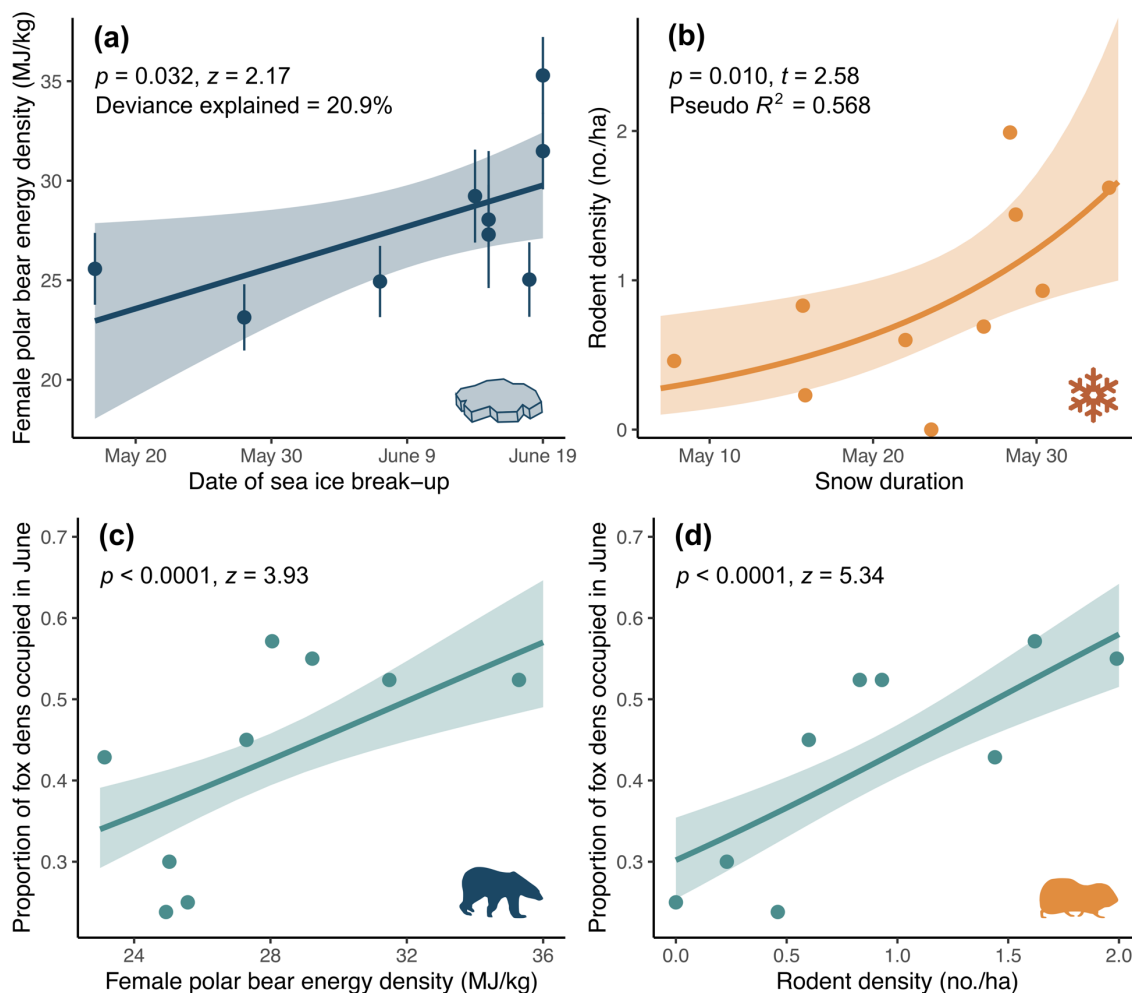 (a)
p = 0.032, z = 2.17
Deviance explained = 20.9%
Female polar bear energy density (MJ/kg)
35
30
25
20
May 20
May 30
June 9
June 19
Date of sea ice break−up
(b)
p = 0.010, t = 2.58
Pseudo R² = 0.568
Rodent density (no./ha)
2
1
0
May 10
May 20
May 30
Snow duration
(c)
p < 0.0001, z = 3.93
Proportion of fox dens occupied in June
0.7
0.6
0.5
0.4
0.3
24
28
32
36
Female polar bear energy density (MJ/kg)
(d)
p < 0.0001, z = 5.34
Proportion of fox dens occupied in June
0.7
0.6
0.5
0.4
0.3
0.0
0.5
1.0
1.5
2.0
Rodent density (no./ha)